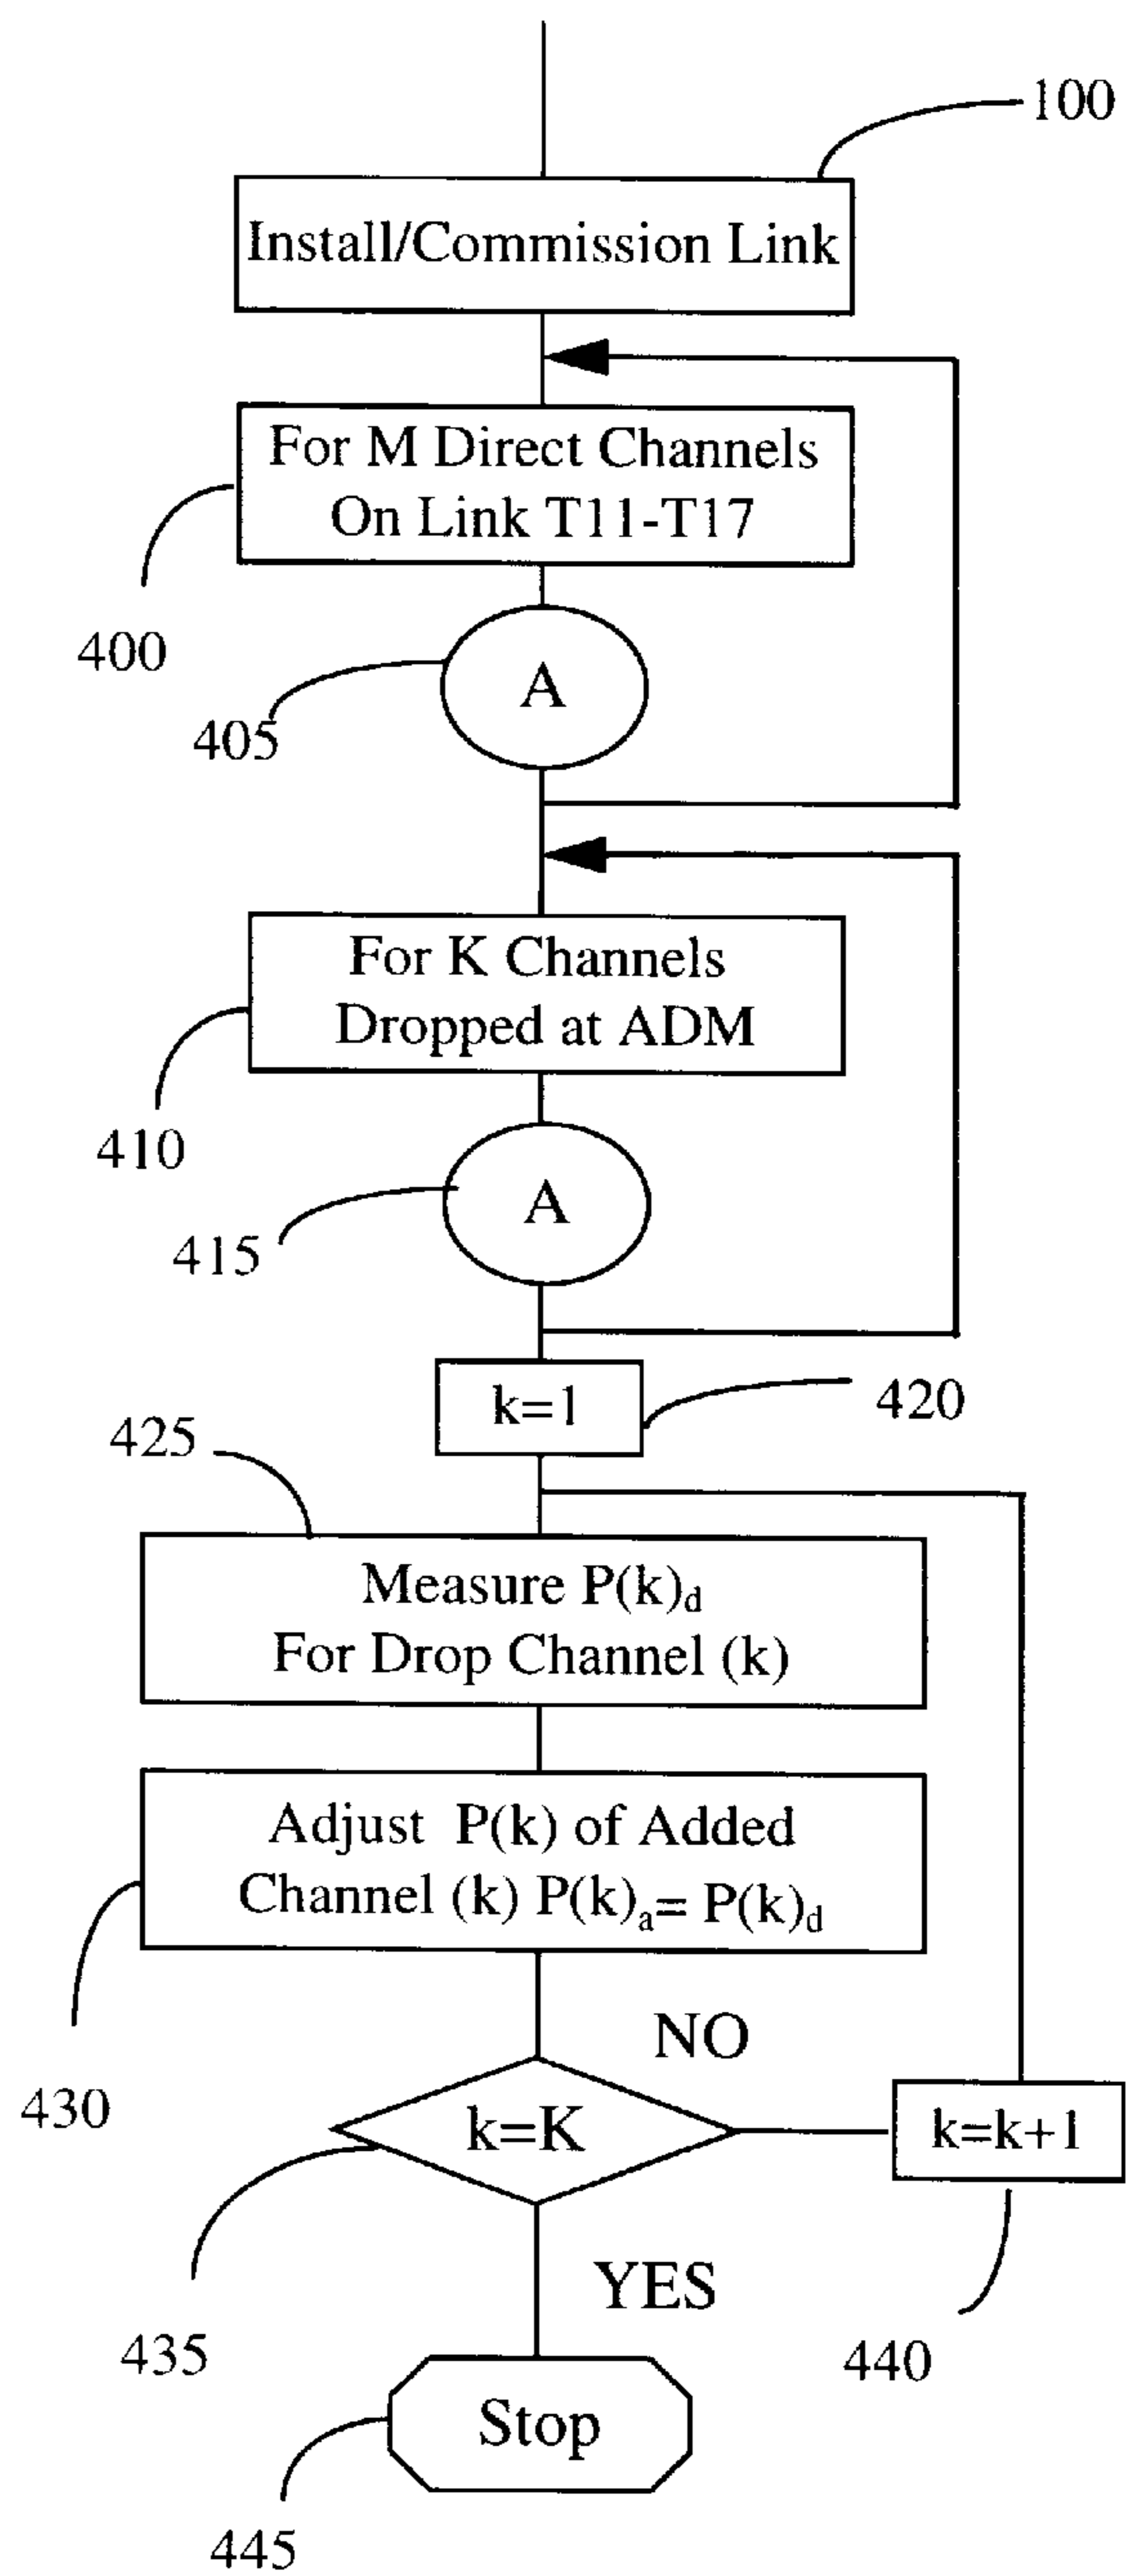 100
Install/Commission Link
For M Direct Channels
On Link T11-T17
400
A
405
For K Channels
Dropped at ADM
410
A
415
k=1
420
425
Measure P(k)d
For Drop Channel (k)
Adjust P(k) of Added
Channel (k) P(k)a= P(k)d
430
NO
k=K
k=k+1
435
YES
440
Stop
445